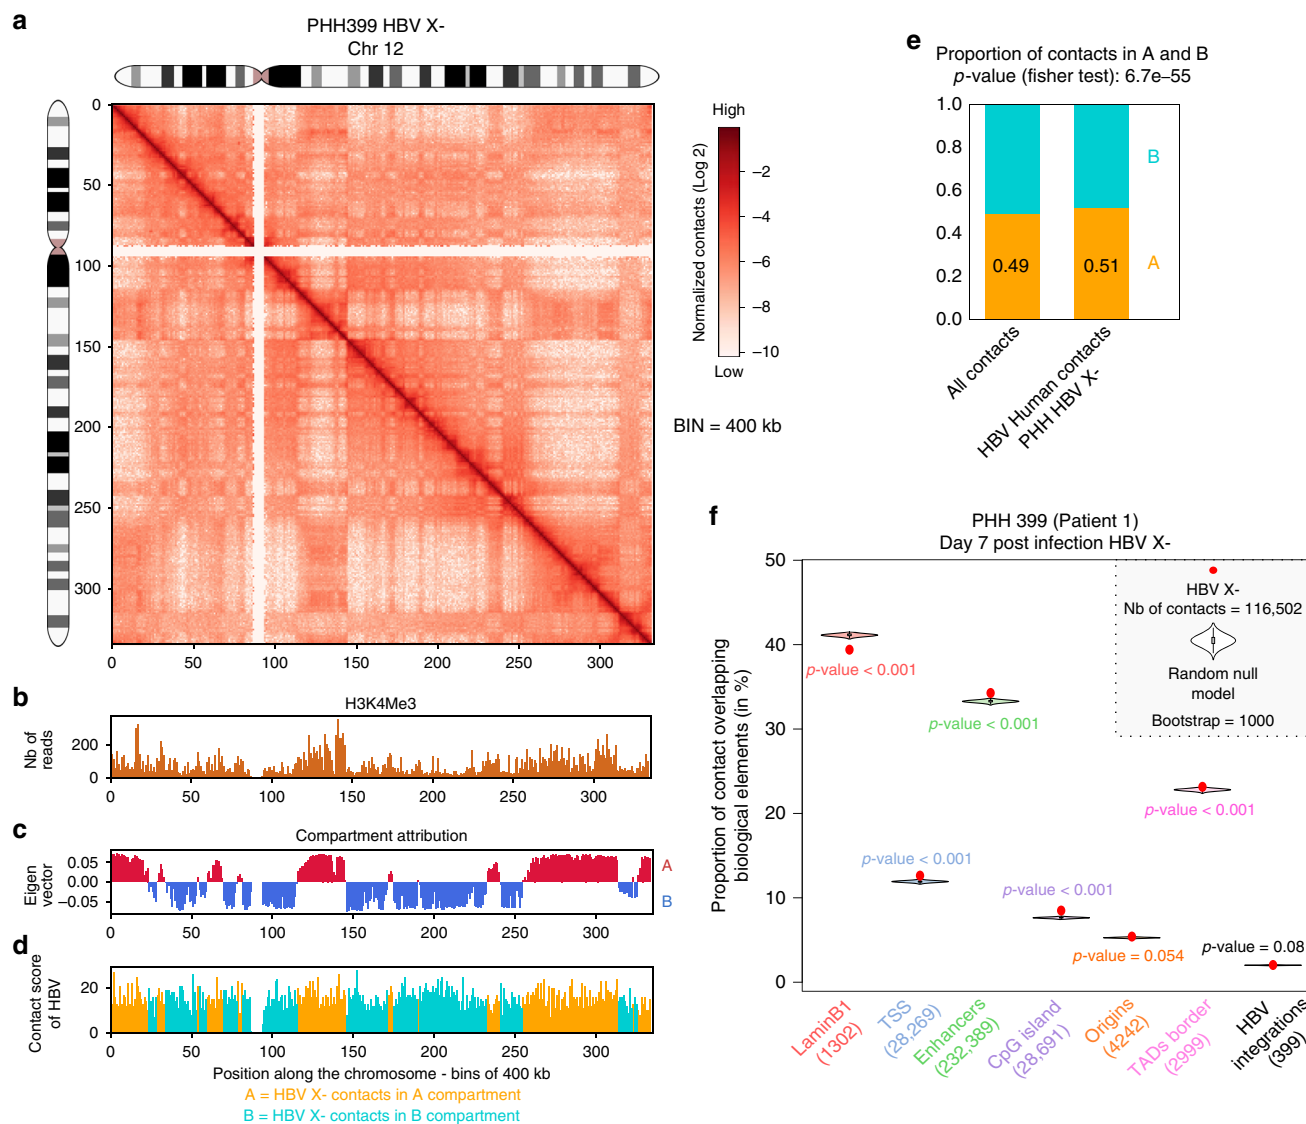 a
PHH399 HBV X-
Chr 12
0
50
100
150
200
250
300
0
50
100
150
200
250
300
High
−2
−4
−6
−8
−10
Low
Normalized contacts (Log 2)
BIN = 400 kb
b
H3K4Me3
Nb of
reads
200
0
0
50
100
150
200
250
300
c
Compartment attribution
Eigen
vector
0.05
0.00
−0.05
A
B
0
50
100
150
200
250
300
d
Contact score
of HBV
20
0
0
50
100
150
200
250
300
Position along the chromosome - bins of 400 kb
A = HBV X- contacts in A compartment
B = HBV X- contacts in B compartment
e
Proportion of contacts in A and B
p-value (fisher test): 6.7e–55
1.0
0.8
0.6
0.4
0.2
0.0
0.49
0.51
B
A
All contacts
HBV Human contacts
PHH HBV X-
f
PHH 399 (Patient 1)
Day 7 post infection HBV X-
Proportion of contact overlapping
biological elements (in %)
50
40
30
20
10
0
HBV X-
Nb of contacts = 116,502
Random null
model
Bootstrap = 1000
p-value < 0.001
p-value < 0.001
p-value < 0.001
p-value < 0.001
p-value < 0.001
p-value = 0.054
p-value = 0.08
LaminB1
(1302)
TSS
(28,269)
Enhancers
(232,389)
CpG island
(28,691)
Origins
(4242)
TADs border
(2999)
HBV
integrations
(399)